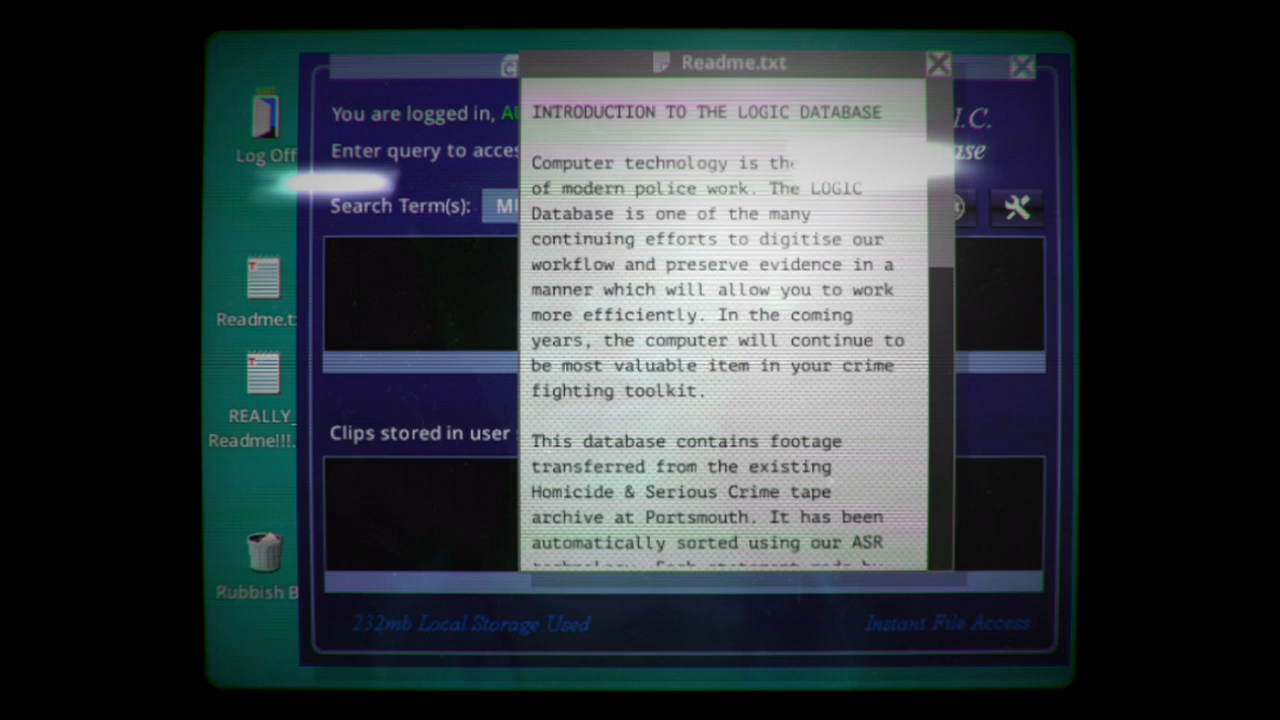 Readme.txt
INTRODUCTION TO THE LOGIC DATABASE
Computer technology is the
of modern police work. The LOGIC
Database is one of the many
continuing efforts to digitise our
workflow and preserve evidence in a
manner which will allow you to work
more efficiently. In the coming
years, the computer will continue to
be most valuable item in your crime
fighting toolkit.
This database contains footage
transferred from the existing
Homicide & Serious Crime tape
archive at Portsmouth. It has been
automatically sorted using our ASR
You are logged in,
Enter query to
Search Term(s):
Clips stored in user
232mb Local Storage Used
Instant File Access
I.C.
Log Off
Readme.t
REALLY_
Readme!!!.
Rubbish B